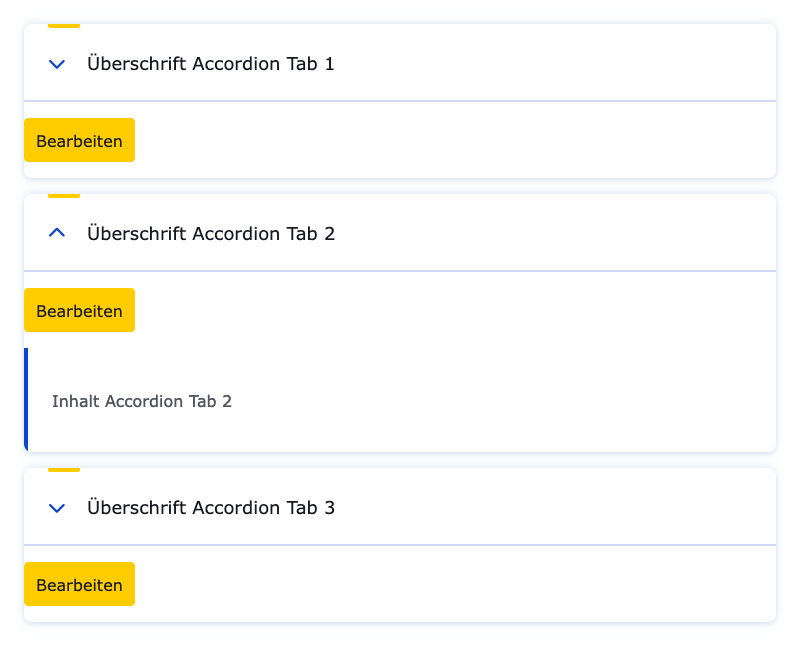 Überschrift Accordion Tab 1
Bearbeiten
Überschrift Accordion Tab 2
Bearbeiten
Inhalt Accordion Tab 2
Überschrift Accordion Tab 3
Bearbeiten